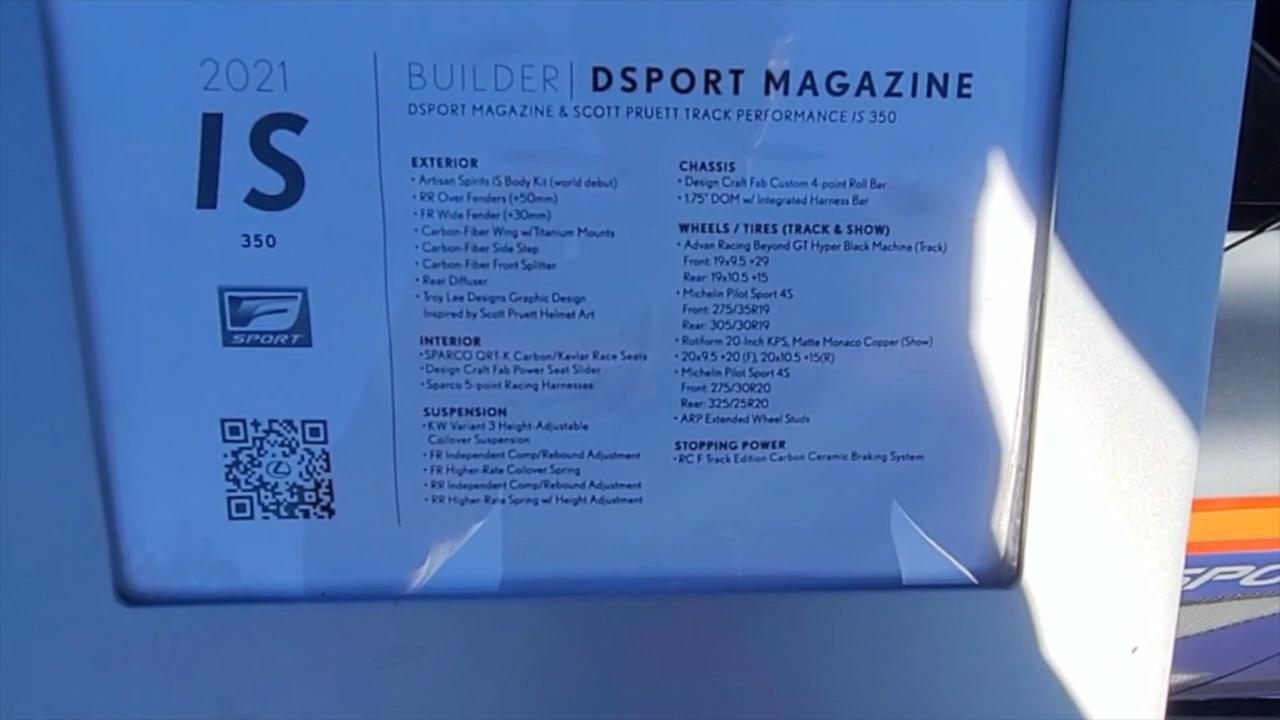 2021
IS
350
F SPORT
BUILDER| DSPORT MAGAZINE
DSPORT MAGAZINE & SCOTT PRUETT TRACK PERFORMANCE IS 350
EXTERIOR
• Artisan Spirits IS Body Kit (world debut)
• RR Over Fenders (+50mm)
• FR Wide Fender (+30mm)
• Carbon-Fiber Wing w/Titanium Mounts
• Carbon-Fiber Side Step
• Carbon-Fiber Front Splitter
• Rear Diffuser
• Troy Lee Designs Graphic Design
Inspired by Scott Pruett Helmet Art
INTERIOR
• SPARCO QRT-K Carbon/Kevlar Race Seats
• Design Craft Fab Power Seat Slider
• Sparco 5-point Racing Harnesses
SUSPENSION
• KW Variant 3 Height-Adjustable
Coilover Suspension
• FR Independent Comp/Rebound Adjustment
• FR Higher-Rate Coilover Spring
• RR Independent Comp/Rebound Adjustment
• RR Higher-Rate Spring w/ Height Adjustment
CHASSIS
• Design Craft Fab Custom 4-point Roll Bar
• 1.75" DOM w/ Integrated Harness Bar
WHEELS / TIRES (TRACK & SHOW)
• Advan Racing Beyond GT Hyper Black Machine (Track)
Front: 19x9.5 +29
Rear: 19x10.5 +15
• Michelin Pilot Sport 4S
Front: 275/35R19
Rear: 305/30R19
• Rotiform 20-Inch KPS, Matte Monaco Copper (Show)
• 20x9.5 +20 (F), 20x10.5 +15(R)
• Michelin Pilot Sport 4S
Front: 275/30R20
Rear: 325/25R20
• ARP Extended Wheel Studs
STOPPING POWER
• RC F Track Edition Carbon Ceramic Braking System